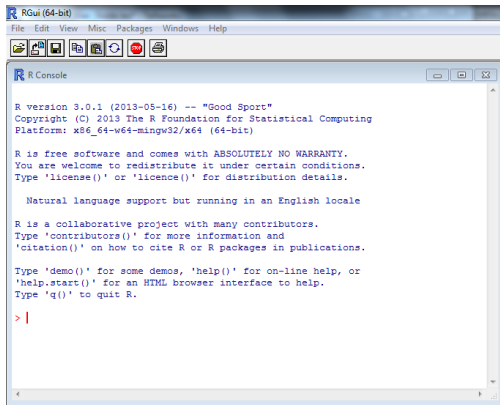 RGui (64-bit)
File Edit View Misc Packages Windows Help
STOP
R Console
R version 3.0.1 (2013-05-16) -- "Good Sport"
Copyright (C) 2013 The R Foundation for Statistical Computing
Platform: x86_64-w64-mingw32/x64 (64-bit)
R is free software and comes with ABSOLUTELY NO WARRANTY.
You are welcome to redistribute it under certain conditions.
Type 'license()' or 'licence()' for distribution details.
Natural language support but running in an English locale
R is a collaborative project with many contributors.
Type 'contributors()' for more information and
'citation()' on how to cite R or R packages in publications.
Type 'demo()' for some demos, 'help()' for on-line help, or
'help.start()' for an HTML browser interface to help.
Type 'q()' to quit R.
>